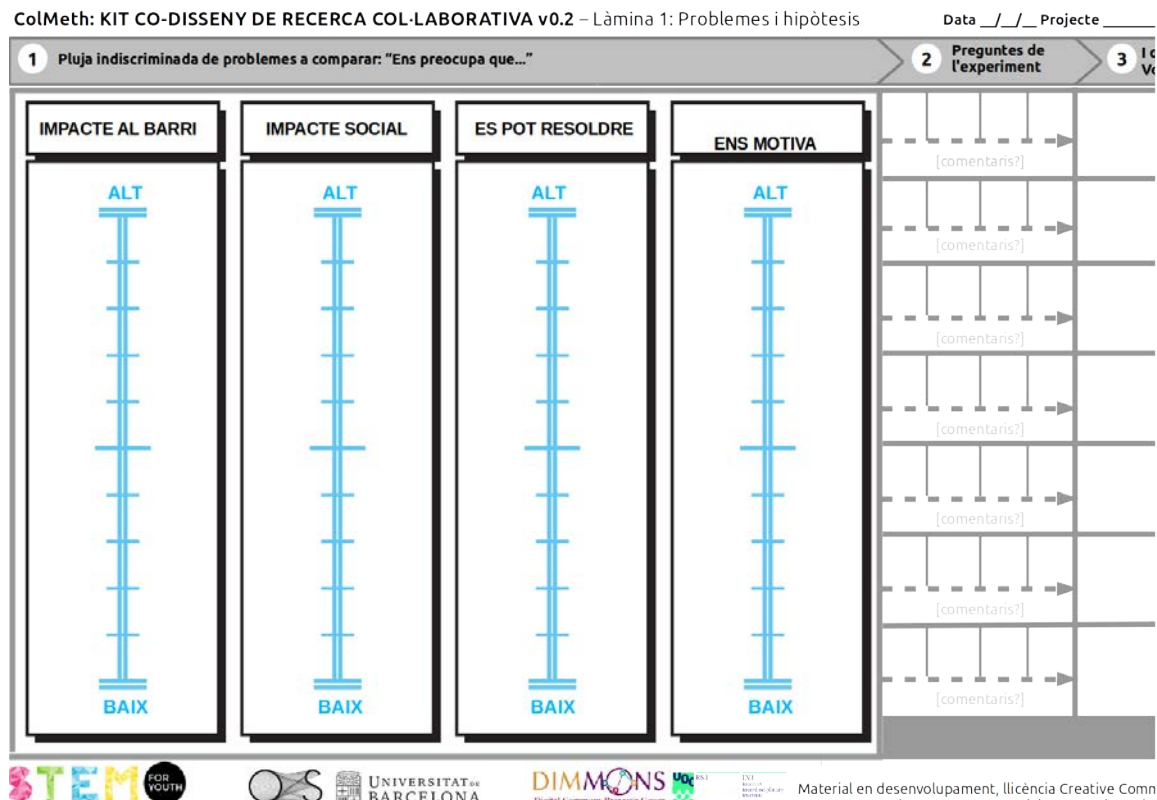 ColMeth: KIT CO-DISSENY DE RECERCA COL·LABORATIVA v0.2 – Làmina 1: Problemes i hipòtesis
Data __/__/__ Projecte ______
1 Pluja indiscriminada de problemes a comparar: “Ens preocupa que...”
2 Preguntes de
l'experiment
3
IMPACTE AL BARRI
IMPACTE SOCIAL
ES POT RESOLDRE
ENS MOTIVA
ALT
ALT
ALT
ALT
BAIX
BAIX
BAIX
BAIX
[comentaris?]
[comentaris?]
[comentaris?]
[comentaris?]
[comentaris?]
[comentaris?]
[comentaris?]
STEM
FOR
YOUTH
UNIVERSITAT DE
BARCELONA
DIMMONS
UOC
IN3
Material en desenvolupament, llicència Creative Comm